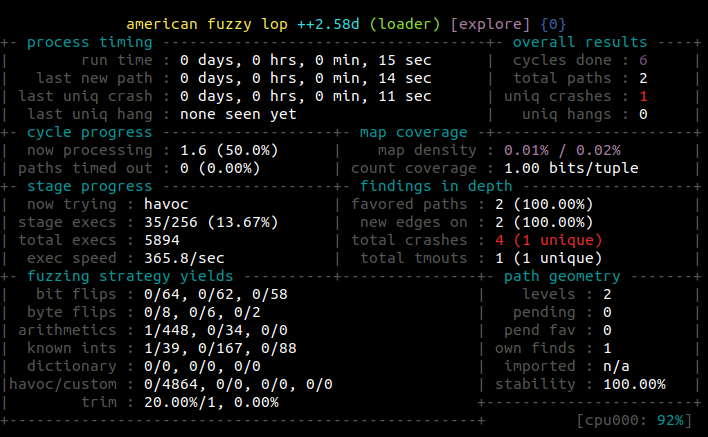 american fuzzy lop ++2.58d (loader) [explore] {0}
+- process timing -------------------------------------+- overall results ----+
|        run time : 0 days, 0 hrs, 0 min, 15 sec       |  cycles done : 6     |
|   last new path : 0 days, 0 hrs, 0 min, 14 sec       |  total paths : 2     |
| last uniq crash : 0 days, 0 hrs, 0 min, 11 sec       | uniq crashes : 1     |
|  last uniq hang : none seen yet                      |   uniq hangs : 0     |
+- cycle progress --------------------+- map coverage -+----------------------+
|  now processing : 1.6 (50.0%)       |    map density : 0.01% / 0.02%        |
| paths timed out : 0 (0.00%)         | count coverage : 1.00 bits/tuple      |
+- stage progress --------------------+- findings in depth -------------------+
|  now trying : havoc                 | favored paths : 2 (100.00%)           |
| stage execs : 35/256 (13.67%)       |  new edges on : 2 (100.00%)           |
| total execs : 5894                  | total crashes : 4 (1 unique)          |
|  exec speed : 365.8/sec             |  total tmouts : 1 (1 unique)          |
+- fuzzing strategy yields -----------+---------------+- path geometry -------+
|   bit flips : 0/64, 0/62, 0/58                      |    levels : 2         |
|  byte flips : 0/8, 0/6, 0/2                         |   pending : 0         |
| arithmetics : 1/448, 0/34, 0/0                      |  pend fav : 0         |
|  known ints : 1/39, 0/167, 0/88                     | own finds : 1         |
|  dictionary : 0/0, 0/0, 0/0                         |  imported : n/a       |
|havoc/custom : 0/4864, 0/0, 0/0, 0/0                 | stability : 100.00%   |
|        trim : 20.00%/1, 0.00%                       +-----------------------+
+-----------------------------------------------------+          [cpu000: 92%]